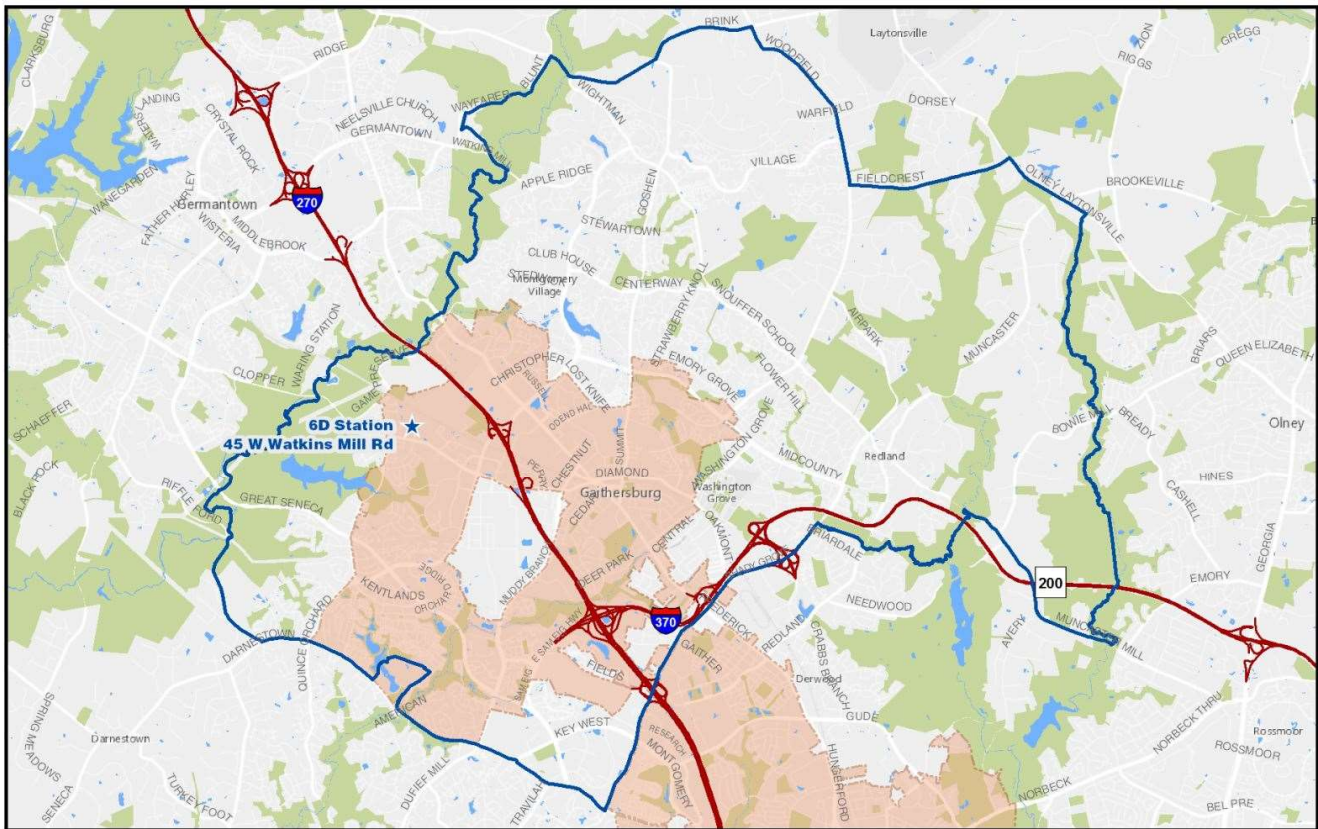 BRINK
ZION
GREGG
Laytonsville
RIGGS
CLARKSBURG
RIDGE
BLUNT
WOODFIELD
WIGHTMAN
WAYFARER
WATERS LANDING
CRYSTAL ROCK
NEELSVILLE CHURCH
GERMANTOWN
WATKINS MILL
WARFIELD
DORSEY
VILLAGE
APPLE RIDGE
FIELDCREST
OLNEY LAYTONSVILLE
BROOKEVILLE
WANEGARDEN
FATHER HURLEY
Germantown
270
WISTERIA
MIDDLEBROOK
GOSHEN
STEWARTOWN
CLUB HOUSE
STEDWICK
Montgomery
Village
CENTERWAY
STRAWBERRY KNOLL
SNOUFFER SCHOOL
AIRPARK
MUNCASTER
BRIARS
QUEEN ELIZABETH
WARING STATION
CLOPPER
GAME PRESERVE
CHRISTOPHER
LOST KNIFE
RUSSELL
ODEND HAL
EMORY GROVE
FLOWER HILL
SCHAEFFER
6D Station
45 W Watkins Mill Rd
BOWIE MILL
BREADY
Olney
BLACK ROCK
RIFFLE FORD
GREAT SENECA
PERRY
CHESTNUT
SUMMIT
DIAMOND
CEDAR
Gaithersburg
WASHINGTON GROVE
Washington
Grove
MIDCOUNTY
Redland
HINES
CASHELL
GEORGIA
CENTRAL
OAKMONT
BRIARDALE
DEER PARK
MUDDY BRANCH
KENTLANDS
ORCHARD RIDGE
370
FREDERICK
NEEDWOOD
200
EMORY
AVERY
MUNCASTER MILL
DARNESTOWN
QUINCE ORCHARD
FIELDS
GAITHER
REDLAND
CRABBS BRANCH
Derwood
AMERICAN
KEY WEST
GUDE
RESEARCH
MONTGOMERY
HUNGERFORD
NORBECK THRU
Rossmoor
ROSSMOOR
SPRING MEADOWS
Darnestown
SENECA
TURKEY FOOT
DUFIEF MILL
TRAVILAH
NORBECK
BEL PRE